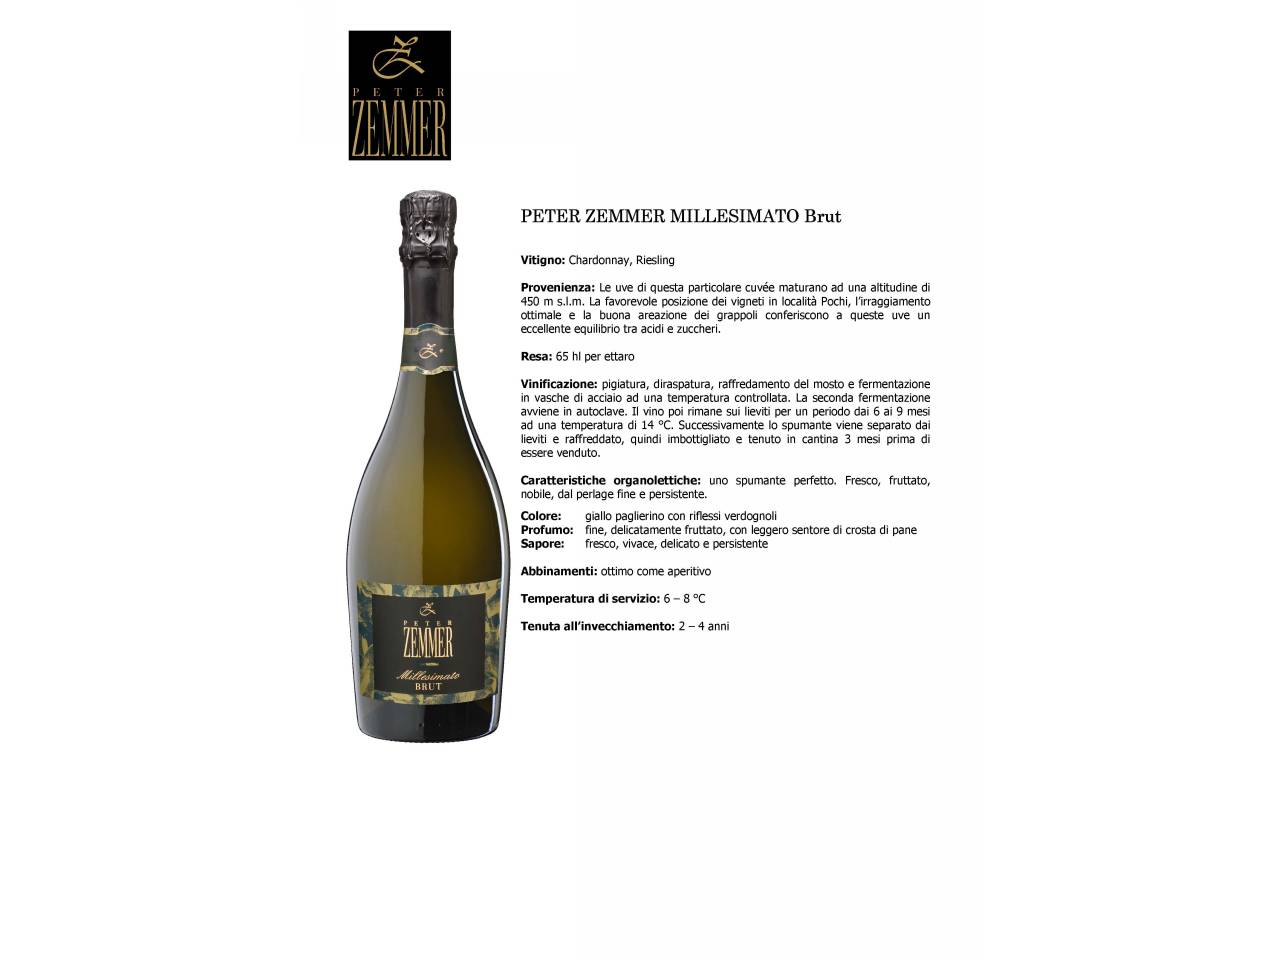 PETER
ZEMMER
PETER ZEMMER MILLESIMATO Brut
Vitigno: Chardonnay, Riesling
Provenienza: Le uve di questa particolare cuvée maturano ad una altitudine di
450 m s.l.m. La favorevole posizione dei vigneti in località Pochi, l'irraggiamento
ottimale e la buona areazione dei grappoli conferiscono a queste uve un
eccellente equilibrio tra acidi e zuccheri.
Resa: 65 hl per ettaro
Vinificazione: pigiatura, diraspatura, raffredamento del mosto e fermentazione
in vasche di acciaio ad una temperatura controllata. La seconda fermentazione
avviene in autoclave. Il vino poi rimane sui lieviti per un periodo dai 6 ai 9 mesi
ad una temperatura di 14 °C. Successivamente lo spumante viene separato dai
lieviti e raffreddato, quindi imbottigliato e tenuto in cantina 3 mesi prima di
essere venduto.
Caratteristiche organolettiche: uno spumante perfetto. Fresco, fruttato,
nobile, dal perlage fine e persistente.
Colore: giallo paglierino con riflessi verdognoli
Profumo: fine, delicatamente fruttato, con leggero sentore di crosta di pane
Sapore: fresco, vivace, delicato e persistente
Abbinamenti: ottimo come aperitivo
Temperatura di servizio: 6 – 8 °C
Tenuta all'invecchiamento: 2 – 4 anni
PETER
ZEMMER
Millesimato
BRUT